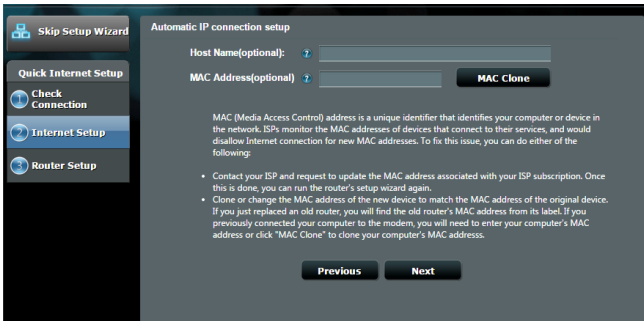 Skip Setup Wizard
Quick Internet Setup
1 Check
Connection
2 Internet Setup
3 Router Setup
Automatic IP connection setup
Host Name(optional): ?
MAC Address(optional) ? MAC Clone
MAC (Media Access Control) address is a unique identifier that identifies your computer or device in
the network. ISPs monitor the MAC addresses of devices that connect to their services, and would
disallow Internet connection for new MAC addresses. To fix this issue, you can do either of the
following:
• Contact your ISP and request to update the MAC address associated with your ISP subscription. Once
this is done, you can run the router's setup wizard again.
• Clone or change the MAC address of the new device to match the MAC address of the original device.
If you just replaced an old router, you will find the old router's MAC address from its label. If you
previously connected your computer to the modem, you will need to enter your computer's MAC
address or click "MAC Clone" to clone your computer's MAC addresss.
Previous Next